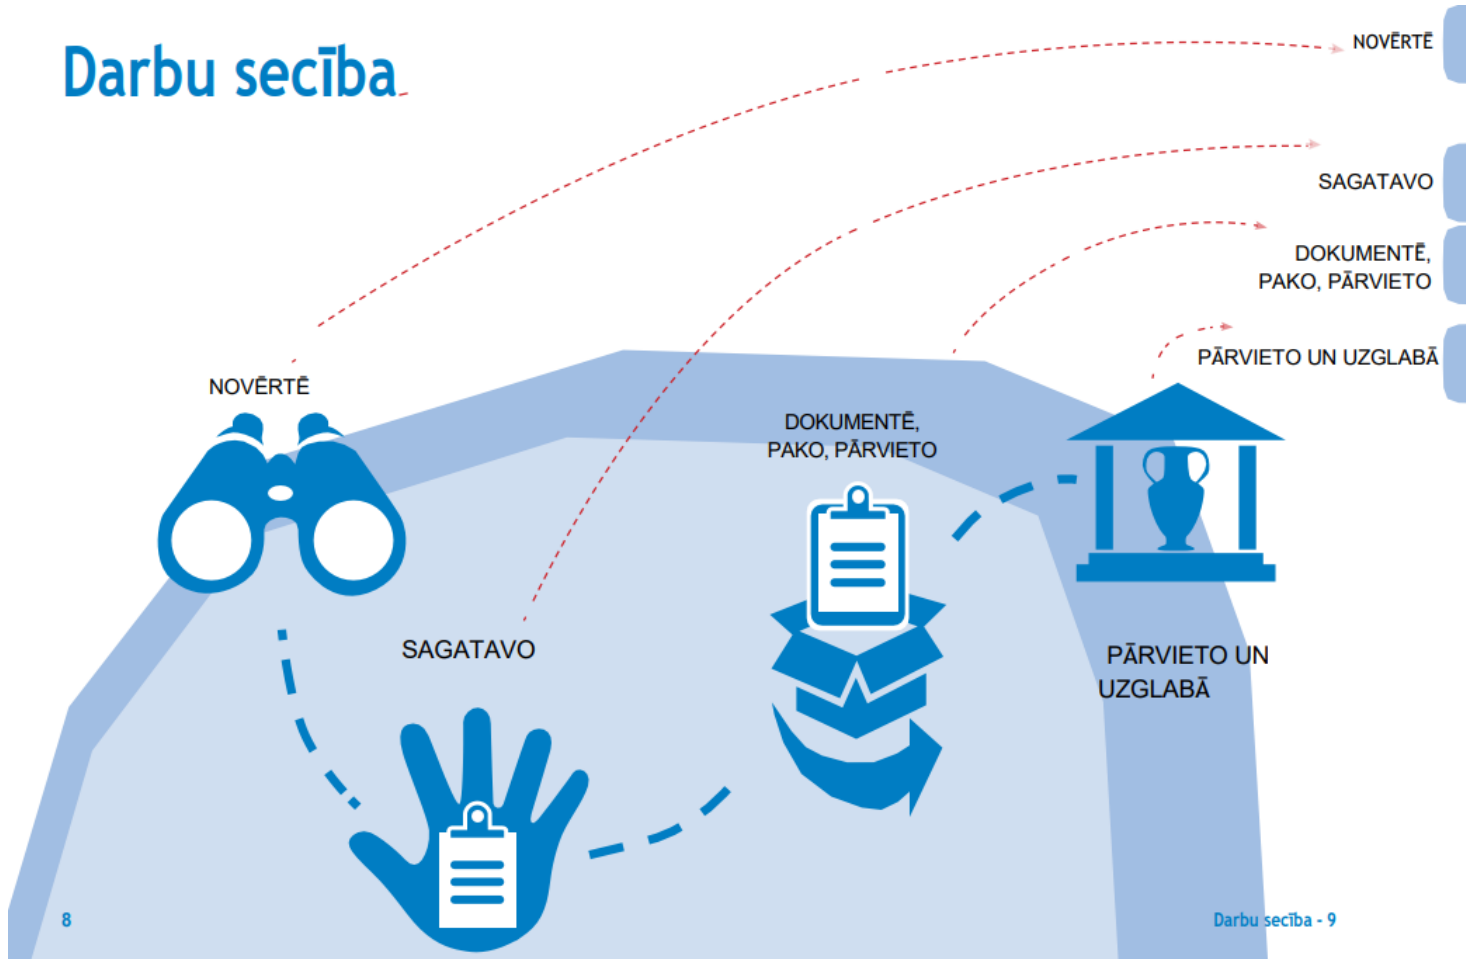 Darbu secība
NOVĒRTĒ
SAGATAVO
DOKUMENTĒ,
PAKO, PĀRVIETO
PĀRVIETO UN UZGLABĀ
NOVĒRTĒ
DOKUMENTĒ,
PAKO, PĀRVIETO
SAGATAVO
PĀRVIETO UN
UZGLABĀ
8
Darbu secība - 9